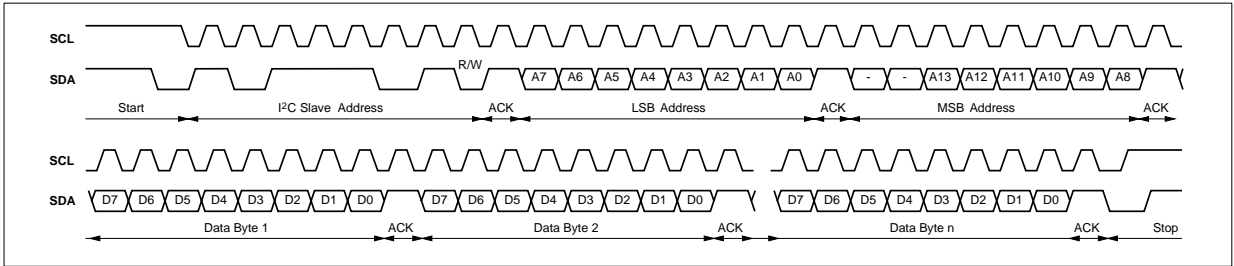 SCL
R/W
SDA A7 A6 A5 A4 A3 A2 A1 A0 - - A13 A12 A11 A10 A9 A8
Start I²C Slave Address ACK LSB Address ACK MSB Address ACK
SCL
SDA D7 D6 D5 D4 D3 D2 D1 D0 D7 D6 D5 D4 D3 D2 D1 D0 D7 D6 D5 D4 D3 D2 D1 D0
Data Byte 1 ACK Data Byte 2 ACK Data Byte n ACK Stop